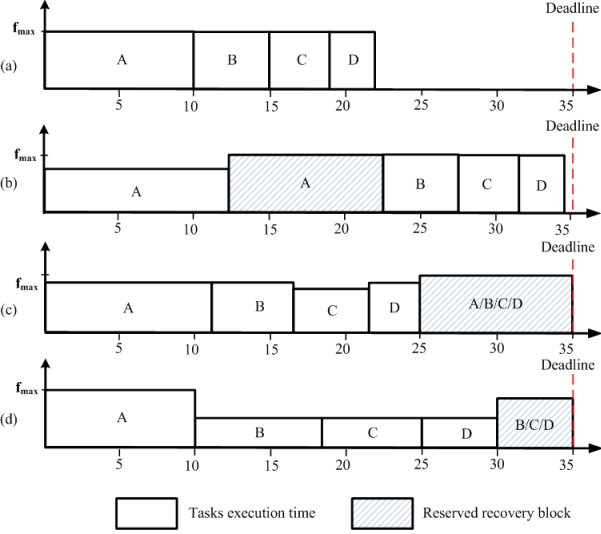 Deadline
fmax
(a)
A B C D
5 10 15 20 35
Deadline
fmax
(b)
A A B C D
5 10 15 20 25 30 35
Deadline
fmax
(c)
A B C D A/B/C/D
5 10 15 20 25 30 35
Deadline
fmax
(d)
A B C D B/C/D
5 10 15 20 25 30 35
Tasks execution time Reserved recovery block